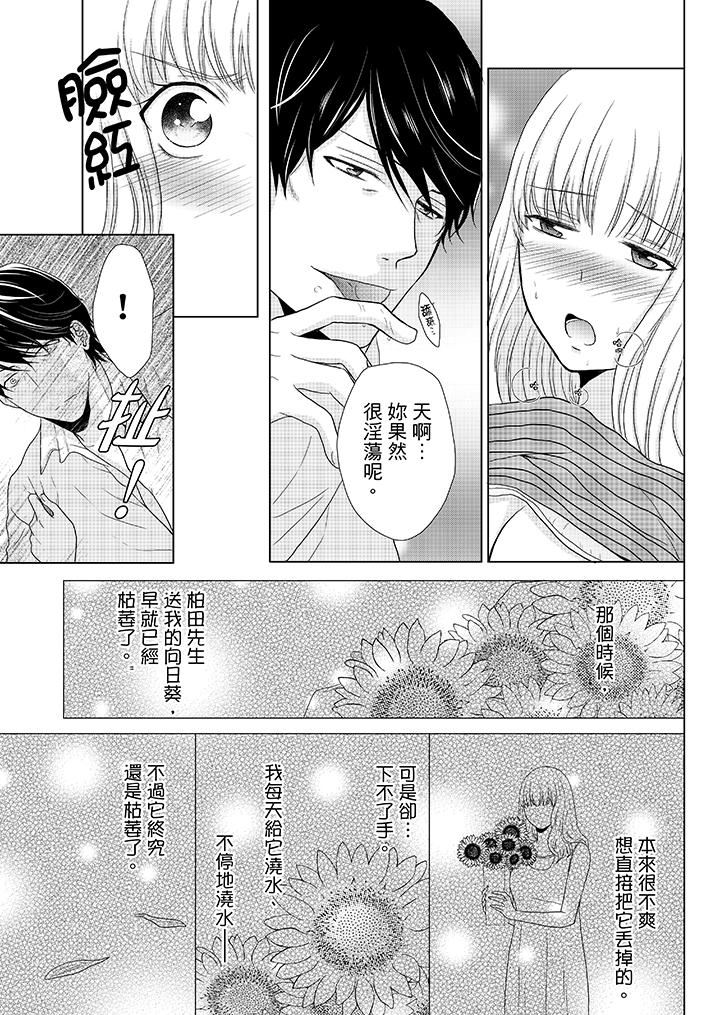 天啊…
妳果然
很淫蕩呢。
臉紅
！
扯！
那個時候，
柏田先生
送我的向日葵，
早就已經
枯萎了。
本來很不爽
想直接把它丟掉的。
可是卻…
下不了手。
我每天給它澆水、
不停地澆水——
不過它終究
還是枯萎了。